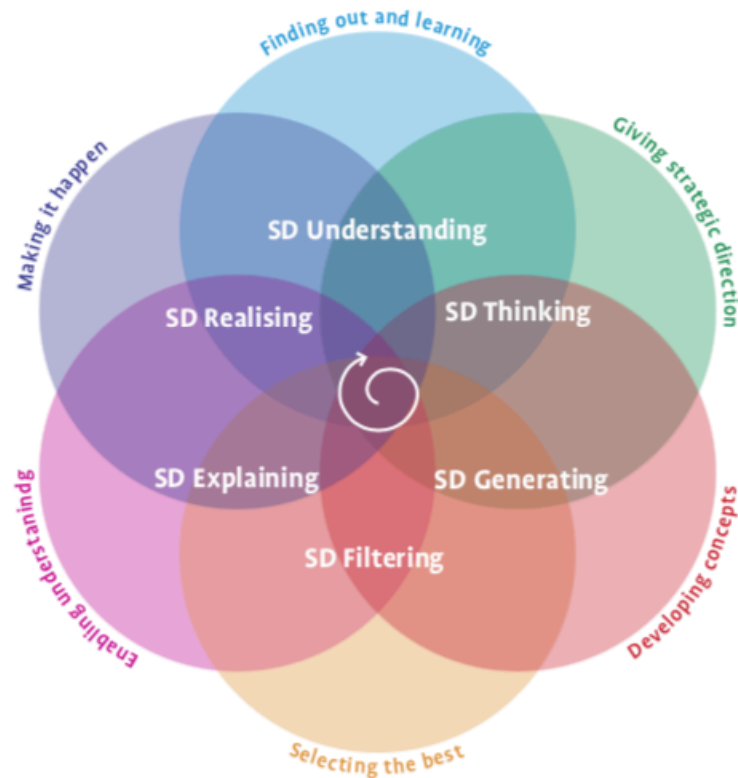 Finding out and learning
Giving strategic direction
Making it happen
SD Understanding
SD Realising
SD Thinking
SD Explaining
SD Generating
SD Filtering
Enabling understaning
Developing concepts
Selecting the best